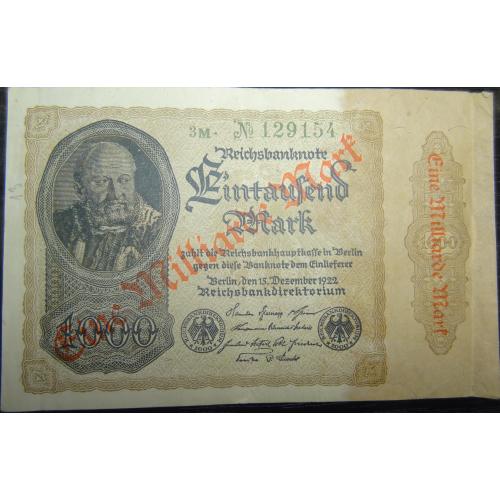 3M· № 129154
Reichsbanknote
Eintausend
Mark
zahlt die Reichsbankhauptkasse in Berlin
gegen diese Banknote dem Einlieferer
Berlin, den 15. Dezember 1922
Reichsbankdirektorium
1000
Eine Milliarde Mark
Eine Milliarde Mark